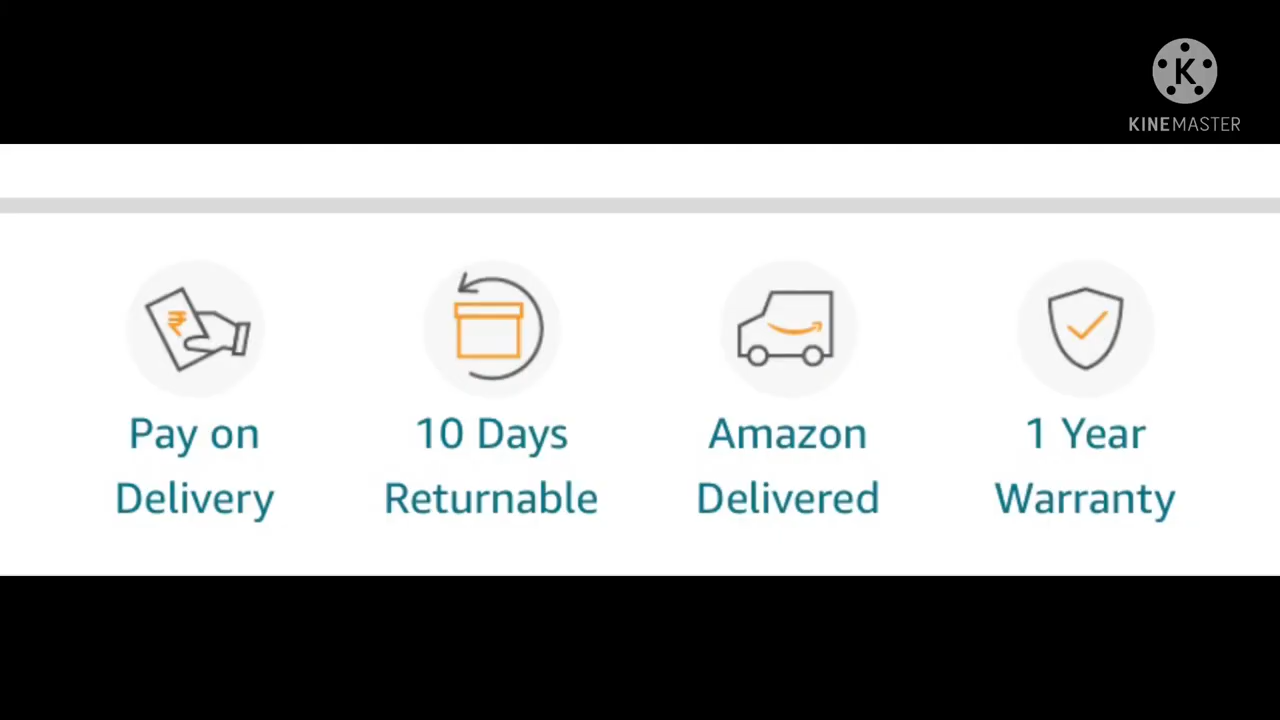 K
KINEMASTER
₹
Pay on
Delivery
10 Days
Returnable
Amazon
Delivered
1 Year
Warranty